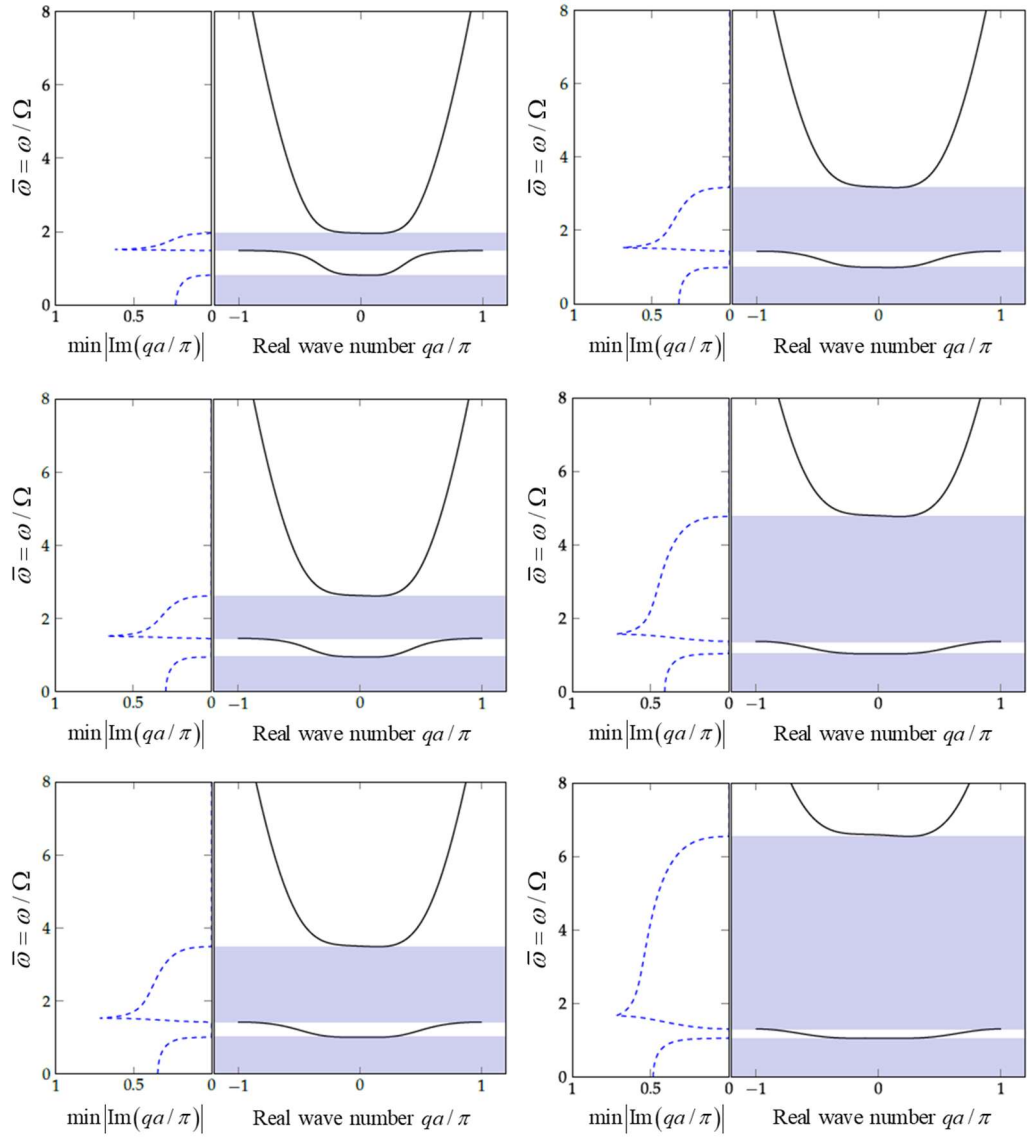 8
6
4
2
0
ω̄ = ω / Ω
1 0.5 0 −1 0 1
min|Im(qa/π)| Real wave number qa/π
8
6
4
2
0
ω̄ = ω / Ω
1 0.5 0 −1 0 1
min|Im(qa/π)| Real wave number qa/π
8
6
4
2
0
ω̄ = ω / Ω
1 0.5 0 −1 0 1
min|Im(qa/π)| Real wave number qa/π
8
6
4
2
0
ω̄ = ω / Ω
1 0.5 0 −1 0 1
min|Im(qa/π)| Real wave number qa/π
8
6
4
2
0
ω̄ = ω / Ω
1 0.5 0 −1 0 1
min|Im(qa/π)| Real wave number qa/π
8
6
4
2
0
ω̄ = ω / Ω
1 0.5 0 −1 0 1
min|Im(qa/π)| Real wave number qa/π